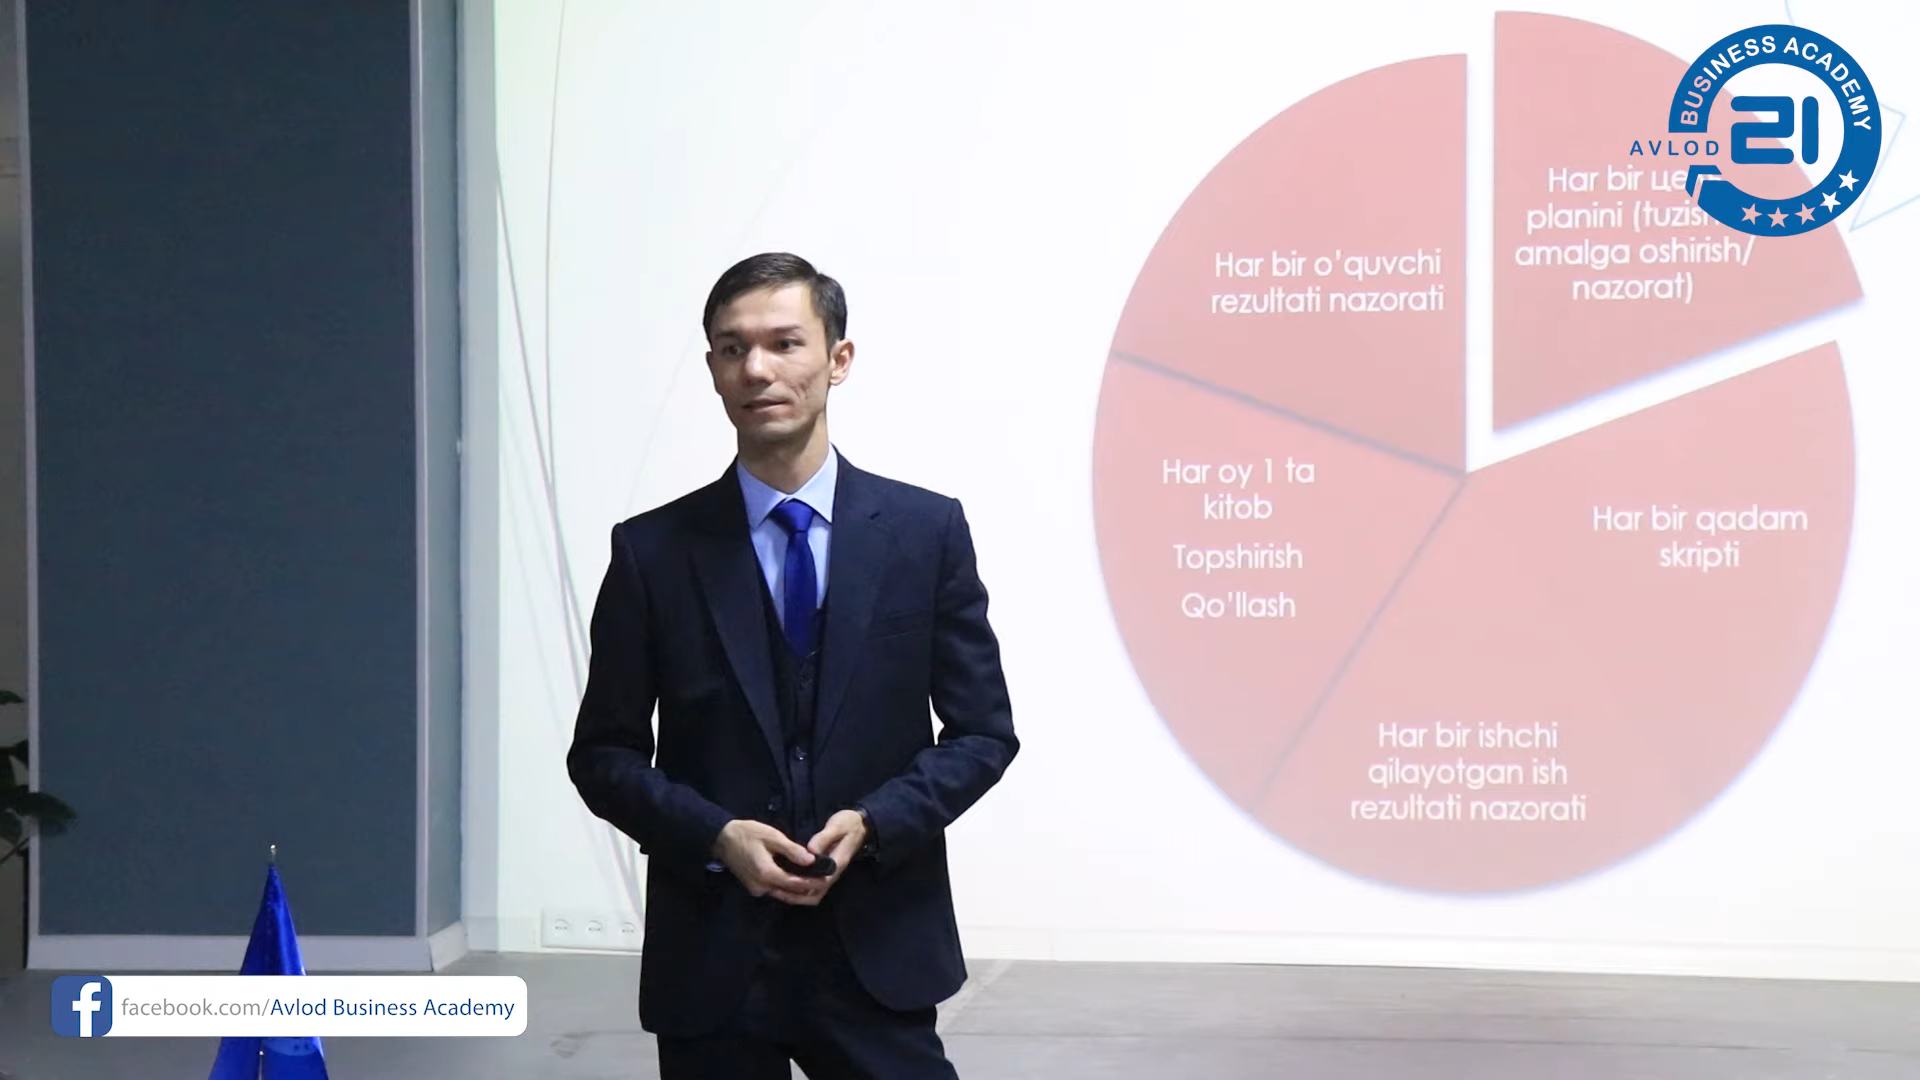 BUSINESS ACADEMY
AVLOD
21
Har bir
planini (tuzish
amalga oshirish/
nazorat)
Har bir o'quvchi
rezultati nazorati
Har oy 1 ta
kitob
Topshirish
Qo'llash
Har bir qadam
skripti
Har bir ishchi
qilayotgan ish
rezultati nazorati
facebook.com/Avlod Business Academy